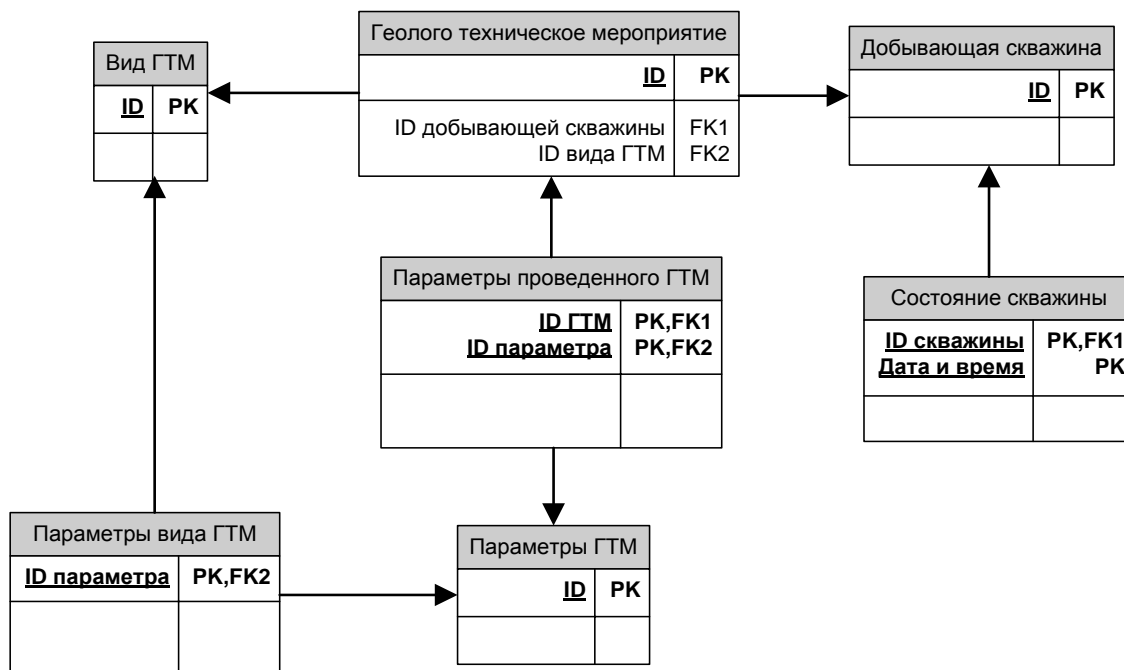 Вид ГТМ
ID PK
Геолого техническое мероприятие
ID PK
ID добывающей скважины FK1
ID вида ГТМ FK2
Добывающая скважина
ID PK
Параметры проведенного ГТМ
ID ГТМ PK,FK1
ID параметра PK,FK2
Состояние скважины
ID скважины PK,FK1
Дата и время PK
Параметры вида ГТМ
ID параметра PK,FK2
Параметры ГТМ
ID PK